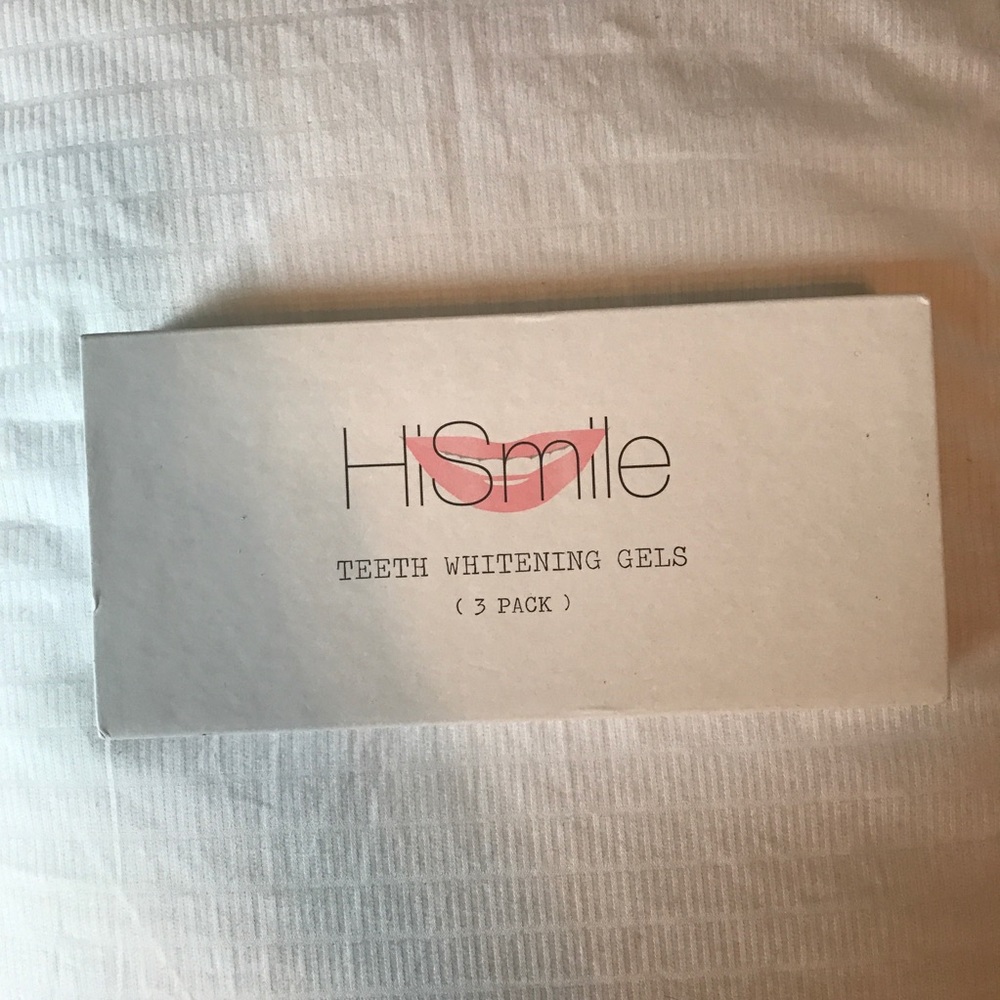 HiSmile
TEETH WHITENING GELS
( 3 PACK )